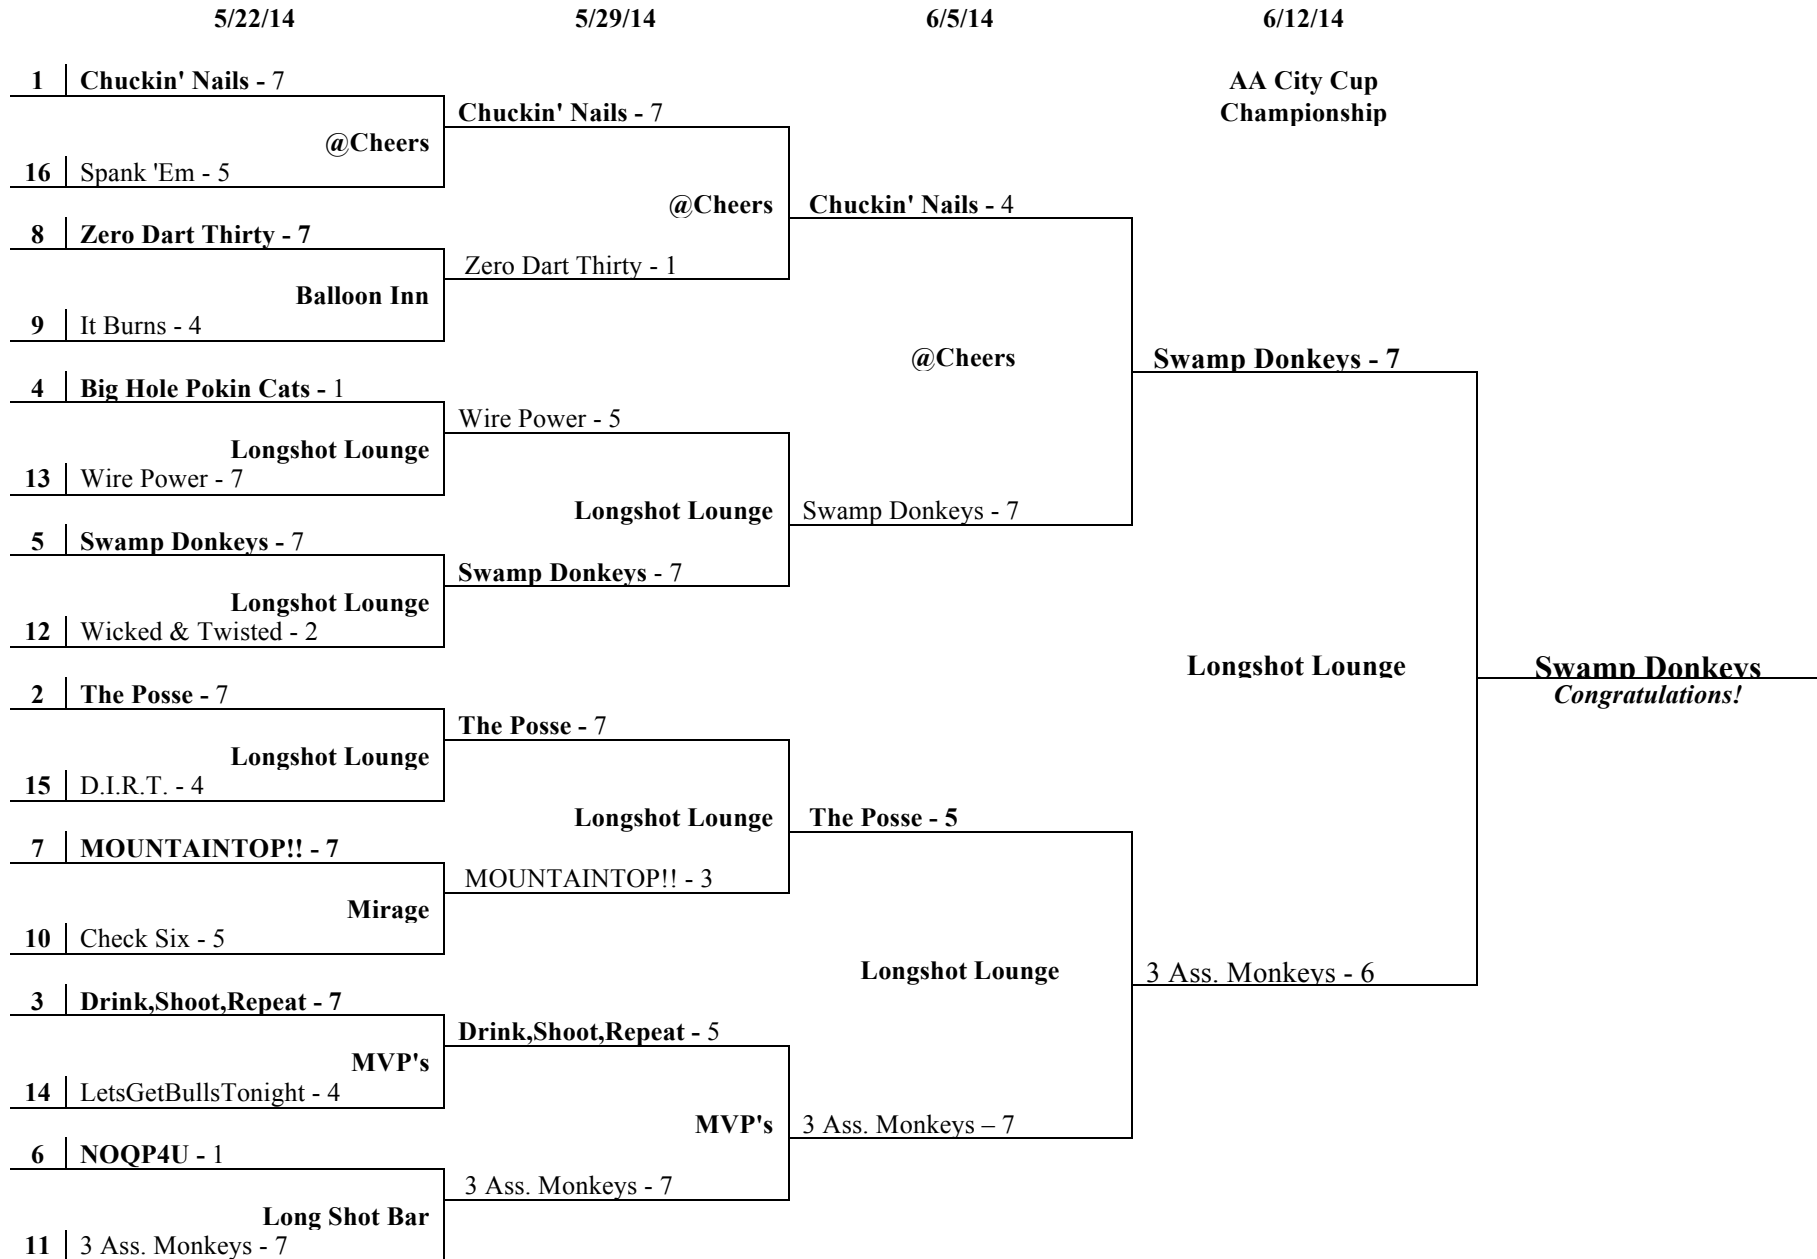 5/22/14 5/29/14 6/5/14 6/12/14
1 Chuckin' Nails - 7
AA City Cup
Championship
Chuckin' Nails - 7
@Cheers
16 Spank 'Em - 5
@Cheers
Chuckin' Nails - 4
8 Zero Dart Thirty - 7
Zero Dart Thirty - 1
Balloon Inn
9 It Burns - 4
@Cheers
Swamp Donkeys - 7
4 Big Hole Pokin Cats - 1
Wire Power - 5
Longshot Lounge
13 Wire Power - 7
Longshot Lounge
Swamp Donkeys - 7
5 Swamp Donkeys - 7
Swamp Donkeys - 7
Longshot Lounge
12 Wicked & Twisted - 2
Longshot Lounge
Swamp Donkeys
Congratulations!
2 The Posse - 7
The Posse - 7
Longshot Lounge
15 D.I.R.T. - 4
Longshot Lounge
The Posse - 5
7 MOUNTAINTOP!! - 7
MOUNTAINTOP!! - 3
Mirage
10 Check Six - 5
Longshot Lounge
3 Ass. Monkeys - 6
3 Drink,Shoot,Repeat - 7
Drink,Shoot,Repeat - 5
MVP's
14 LetsGetBullsTonight - 4
MVP's
3 Ass. Monkeys – 7
6 NOQP4U - 1
3 Ass. Monkeys - 7
Long Shot Bar
11 3 Ass. Monkeys - 7